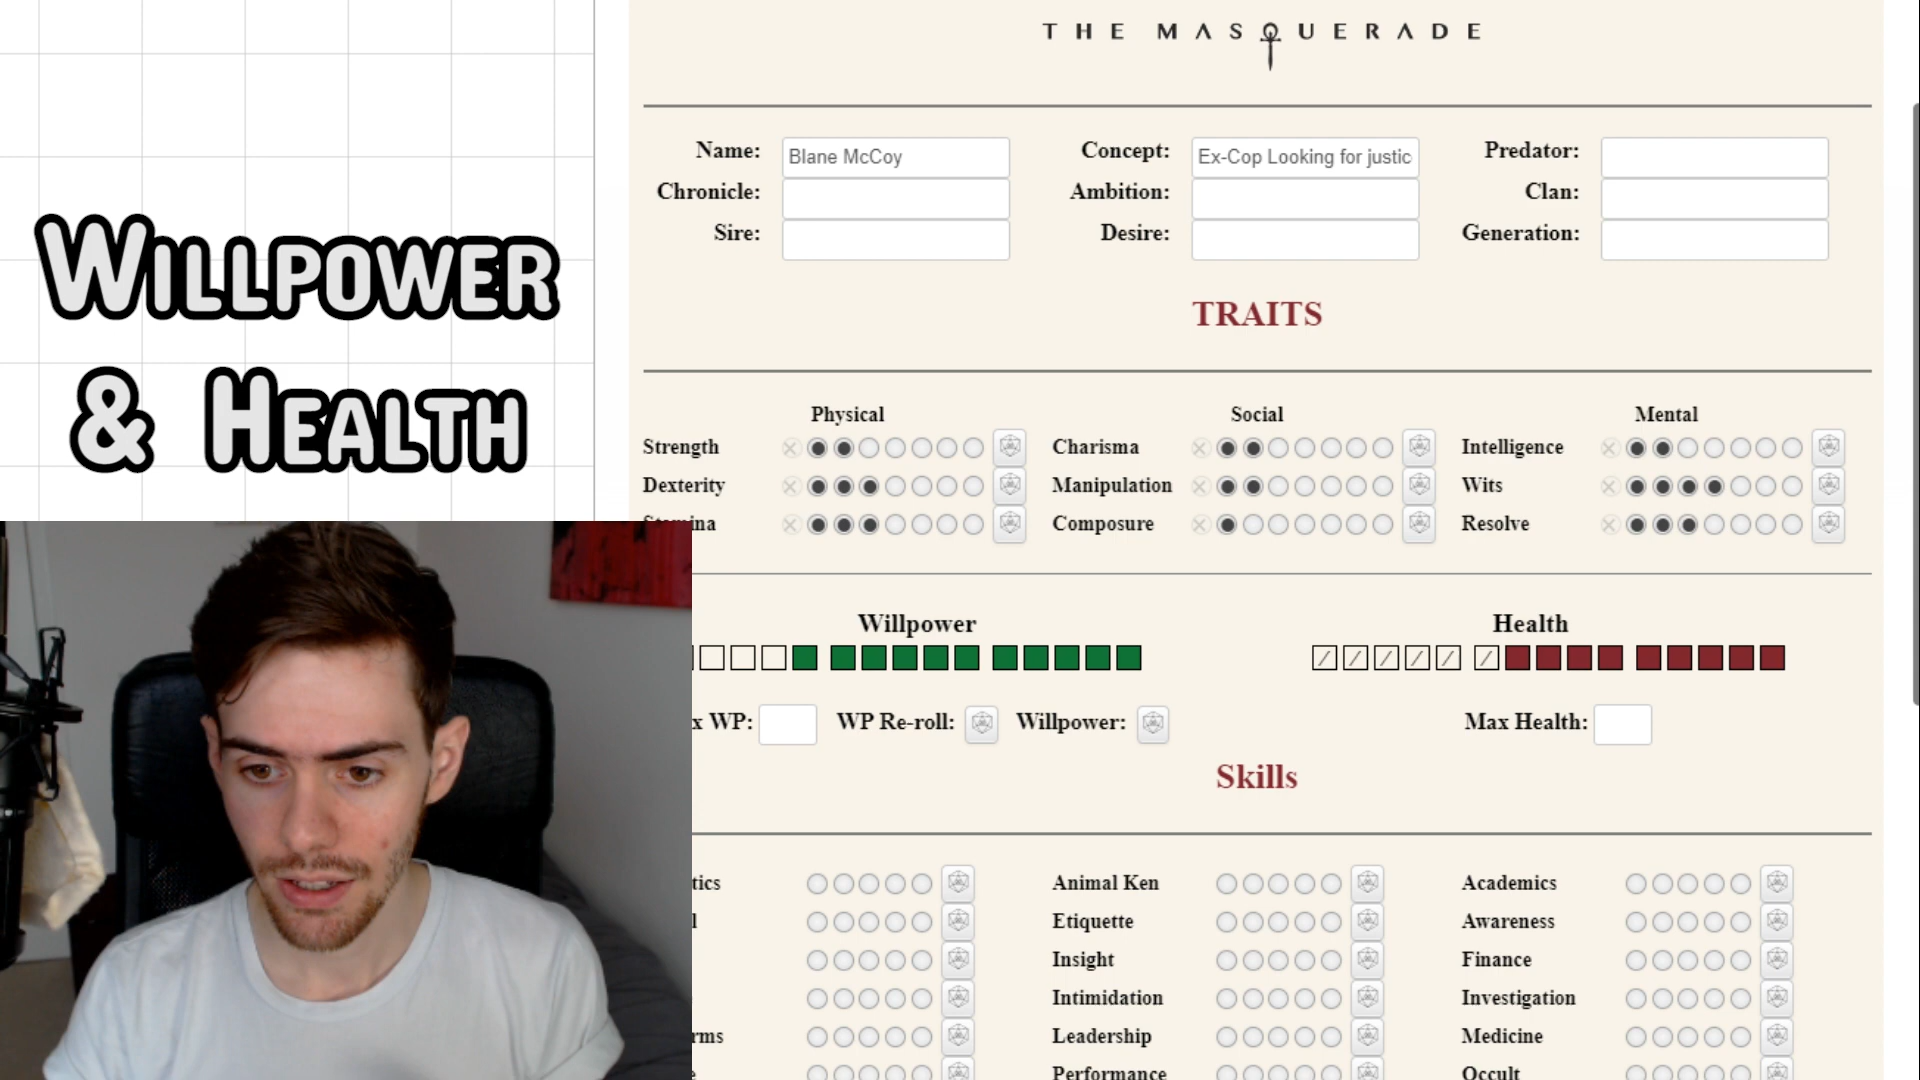 THE MASQUERADE
WILLPOWER
& HEALTH
Name: Blane McCoy Concept: Ex-Cop Looking for justic Predator:
Chronicle: Ambition: Clan:
Sire: Desire: Generation:
TRAITS
Physical Social Mental
Strength Charisma Intelligence
Dexterity Manipulation Wits
Composure Resolve
Willpower Health
x WP: WP Re-roll: Willpower: Max Health:
Skills
tics Animal Ken Academics
l Etiquette Awareness
Insight Finance
Intimidation Investigation
rms Leadership Medicine
Performance Occult